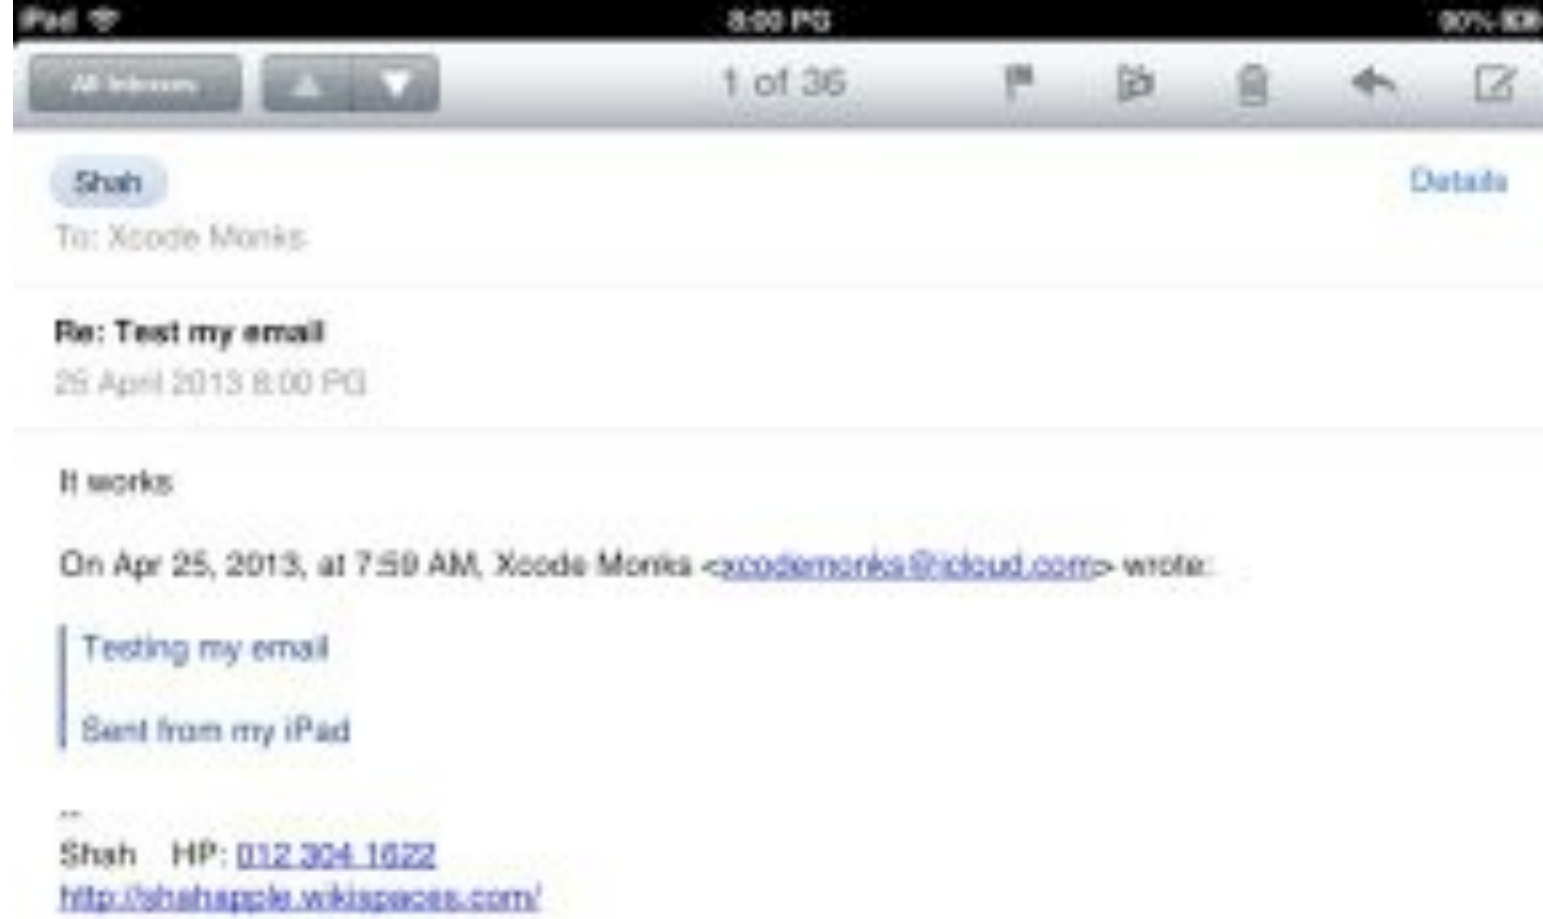 iPad 8:00 PG 90%
All Inboxes 1 of 36
Shah Details
To: Xcode Monks
Re: Test my email
25 April 2013 8:00 PG
It works
On Apr 25, 2013, at 7:59 AM, Xcode Monks <xcodemonks@icloud.com> wrote:
Testing my email
Sent from my iPad
--
Shah HP: 012 304 1622
http://shahapple.wikispaces.com/